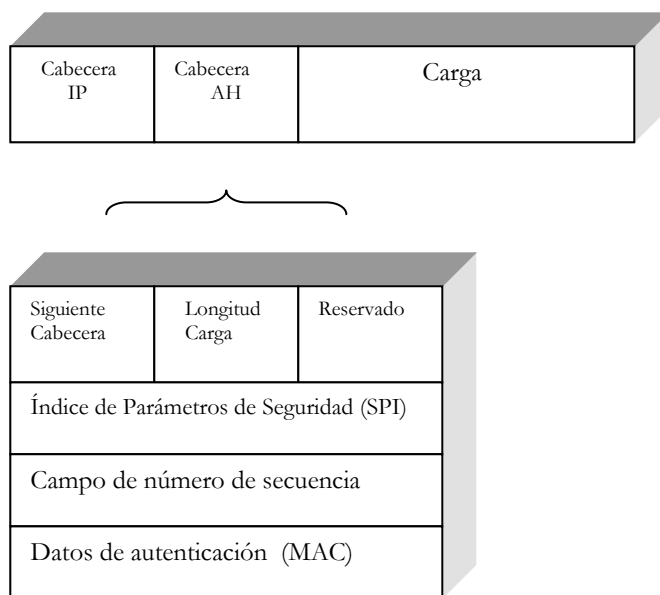 Cabecera
IP
Cabecera
AH
Carga
Siguiente
Cabecera
Longitud
Carga
Reservado
Índice de Parámetros de Seguridad (SPI)
Campo de número de secuencia
Datos de autenticación (MAC)